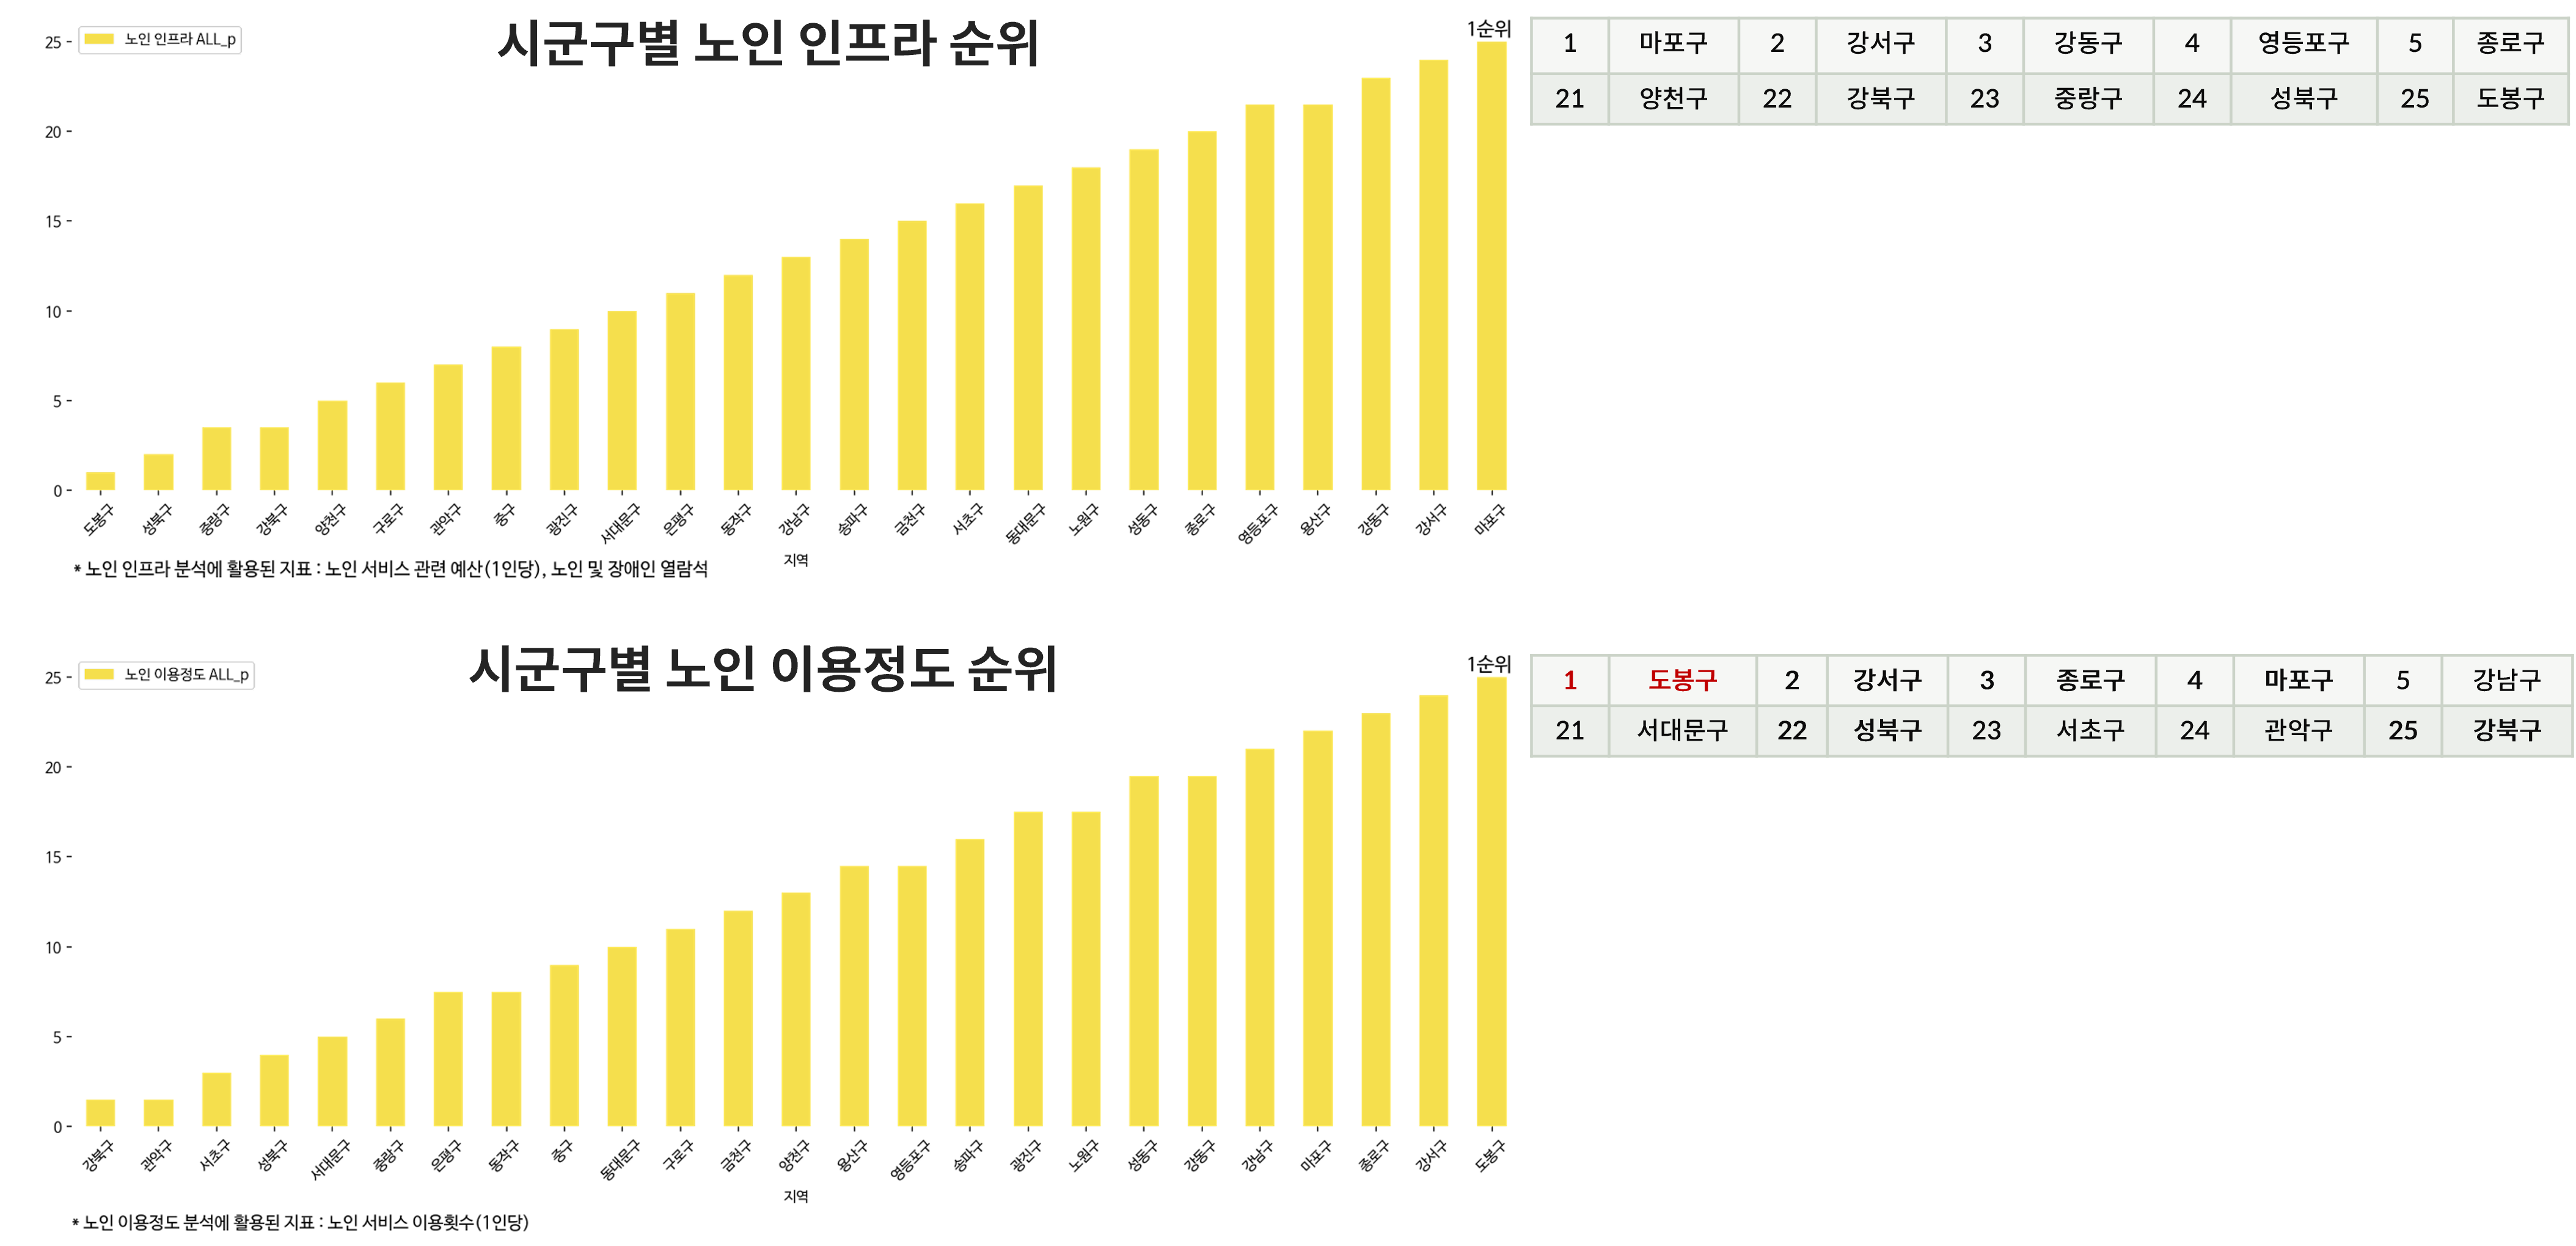 시군구별 노인 인프라 순위
노인 인프라 ALL_p
1순위
25
20
15
10
5
0
도봉구 성북구 중랑구 강북구 양천구 구로구 관악구 중구 광진구 서대문구 은평구 동작구 강남구 송파구 금천구 서초구 동대문구 노원구 성동구 종로구 영등포구 용산구 강동구 강서구 마포구
지역
* 노인 인프라 분석에 활용된 지표 : 노인 서비스 관련 예산(1인당), 노인 및 장애인 열람석
1 마포구 2 강서구 3 강동구 4 영등포구 5 종로구
21 양천구 22 강북구 23 중랑구 24 성북구 25 도봉구
시군구별 노인 이용정도 순위
노인 이용정도 ALL_p
1순위
25
20
15
10
5
0
강북구 관악구 서초구 성북구 서대문구 중랑구 은평구 동작구 중구 동대문구 구로구 금천구 양천구 용산구 영등포구 송파구 광진구 노원구 성동구 강동구 강남구 마포구 종로구 강서구 도봉구
지역
* 노인 이용정도 분석에 활용된 지표 : 노인 서비스 이용횟수(1인당)
1 도봉구 2 강서구 3 종로구 4 마포구 5 강남구
21 서대문구 22 성북구 23 서초구 24 관악구 25 강북구